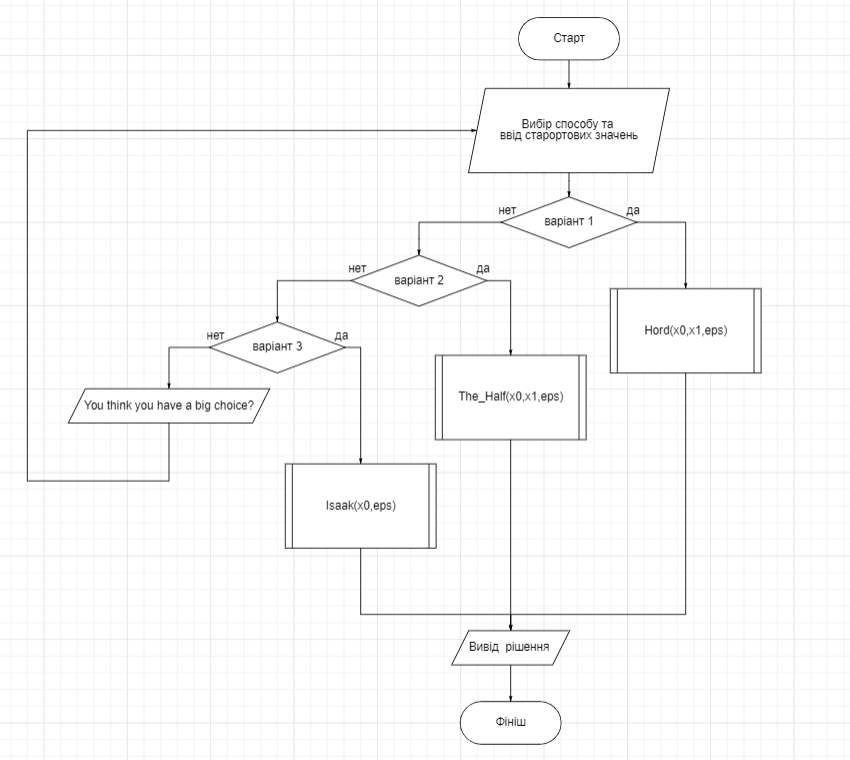 Старт
Вибір способу та
ввід старортових значень
нет
варіант 1
да
нет
варіант 2
да
Hord(x0,x1,eps)
нет
варіант 3
да
The_Half(x0,x1,eps)
You think you have a big choice?
Isaak(x0,eps)
Вивід рішення
Фініш